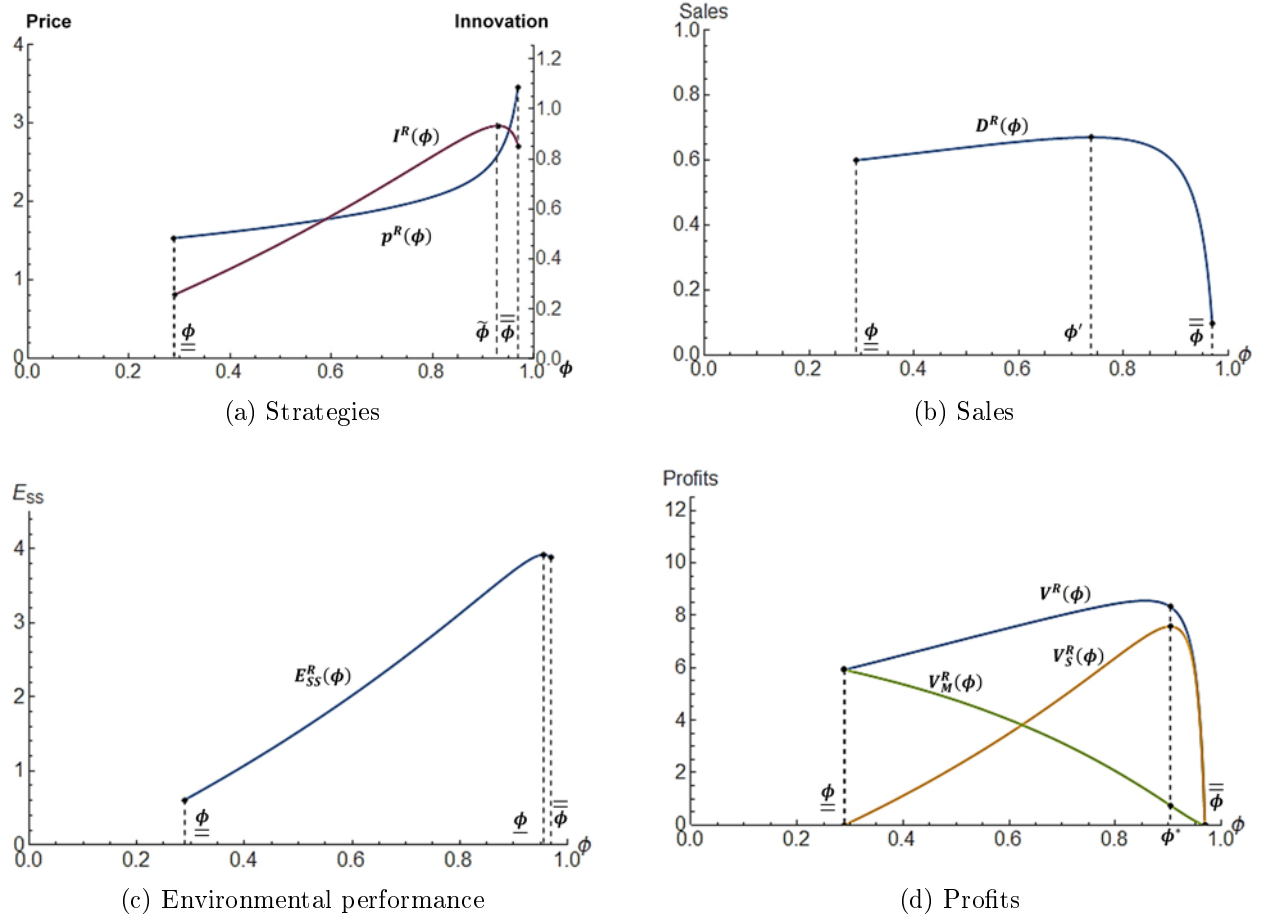 Price
Innovation
4
3
2
1
0
1.2
1.0
0.8
0.6
0.4
0.2
0.0
I^R(ϕ)
p^R(ϕ)
ϕ̳
ϕ̃
ϕ̿
0.0 0.2 0.4 0.6 0.8 1.0 ϕ
(a) Strategies
Sales
1.0
0.8
0.6
0.4
0.2
0.0
D^R(ϕ)
ϕ̳
ϕ′
ϕ̿
0.0 0.2 0.4 0.6 0.8 1.0 ϕ
(b) Sales
E_SS
4
3
2
1
0
E_SS^R(ϕ)
ϕ̳
ϕ̲
ϕ̿
0.0 0.2 0.4 0.6 0.8 1.0 ϕ
(c) Environmental performance
Profits
12
10
8
6
4
2
0
V^R(ϕ)
V_S^R(ϕ)
V_M^R(ϕ)
ϕ̳
ϕ̿
ϕ*
0.0 0.2 0.4 0.6 0.8 1.0 ϕ
(d) Profits